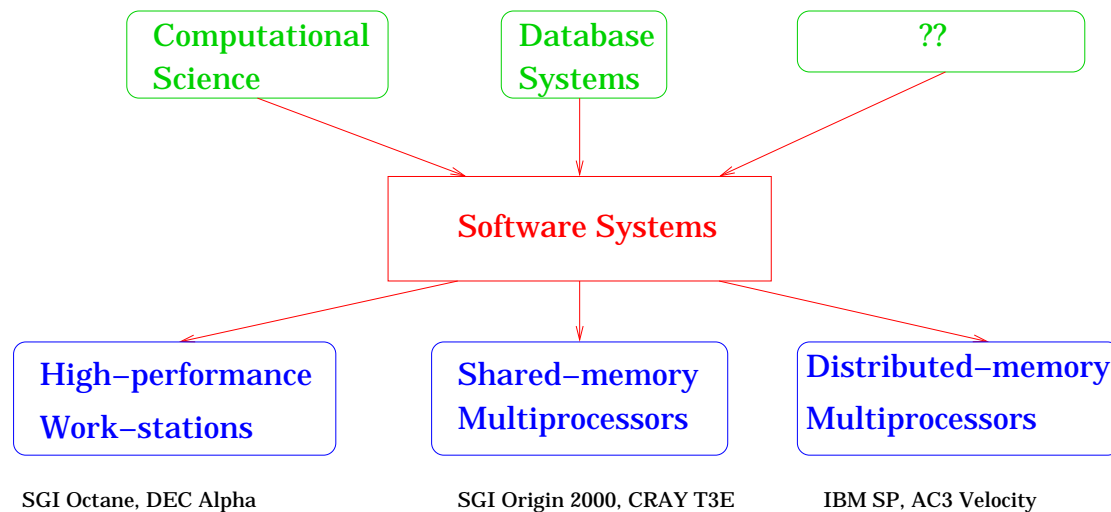 Computational
Science
Database
Systems
??
Software Systems
High−performance
Work−stations
Shared−memory
Multiprocessors
Distributed−memory
Multiprocessors
SGI Octane, DEC Alpha
SGI Origin 2000, CRAY T3E
IBM SP, AC3 Velocity